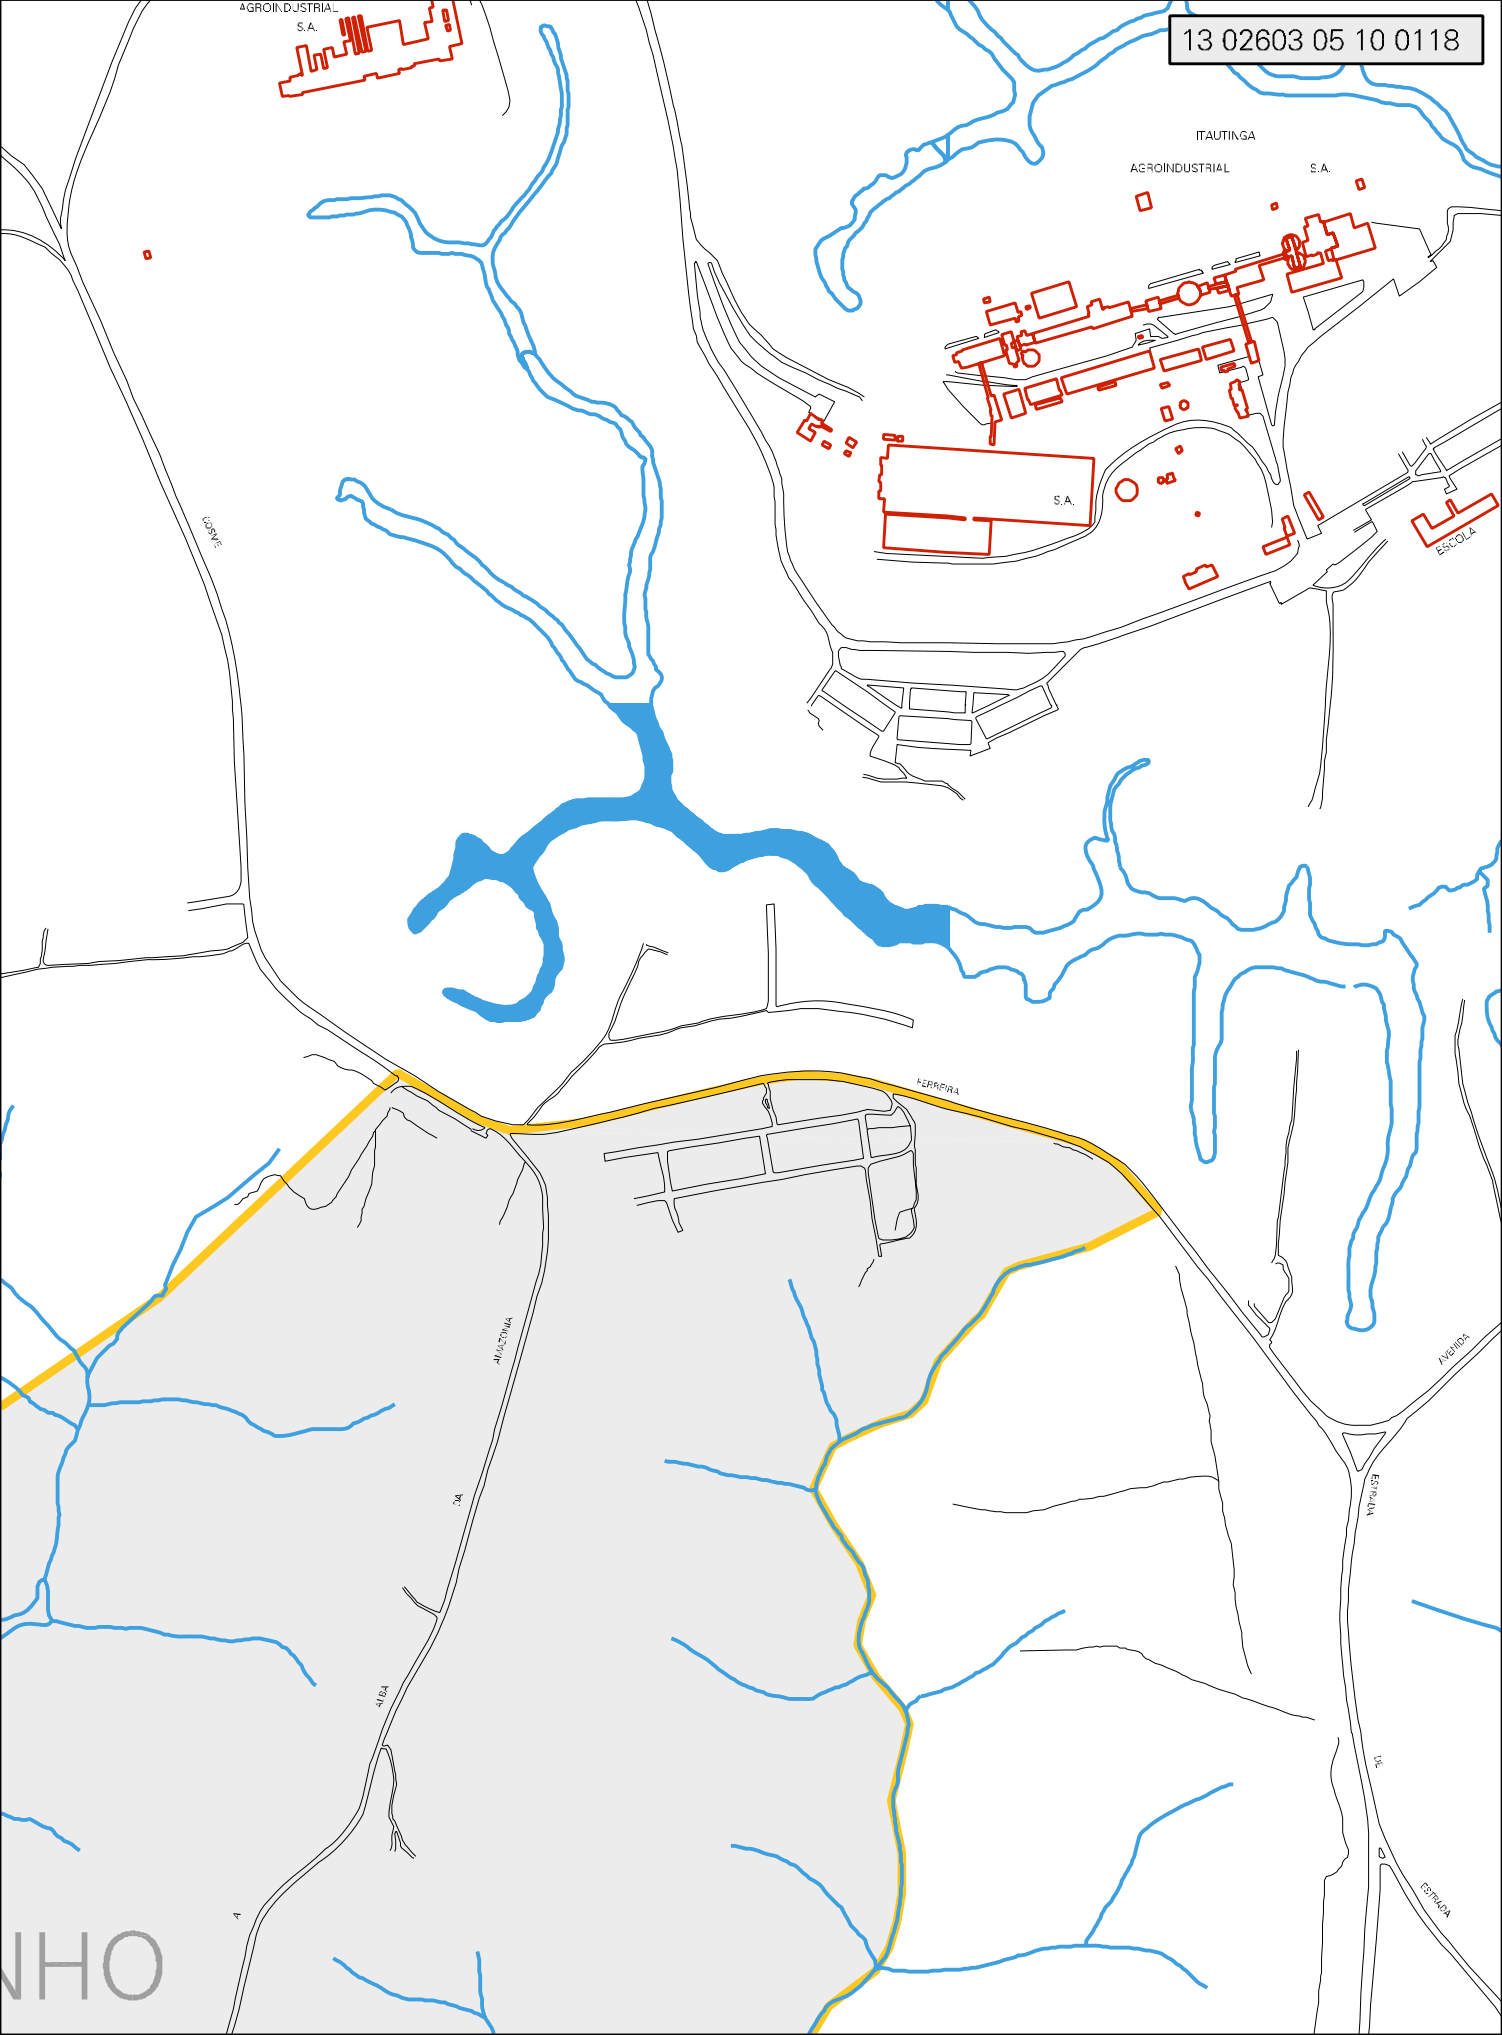 AGROINDUSTRIAL
S.A.
13 02603 05 10 0118
ITAUTINGA
AGROINDUSTRIAL S.A.
S.A.
COSME
ESCOLA
FERREIRA
AMAZONIA
AVENIDA
ESTRADA
DA
ALBA
DE
ESTRADA
A
NHO